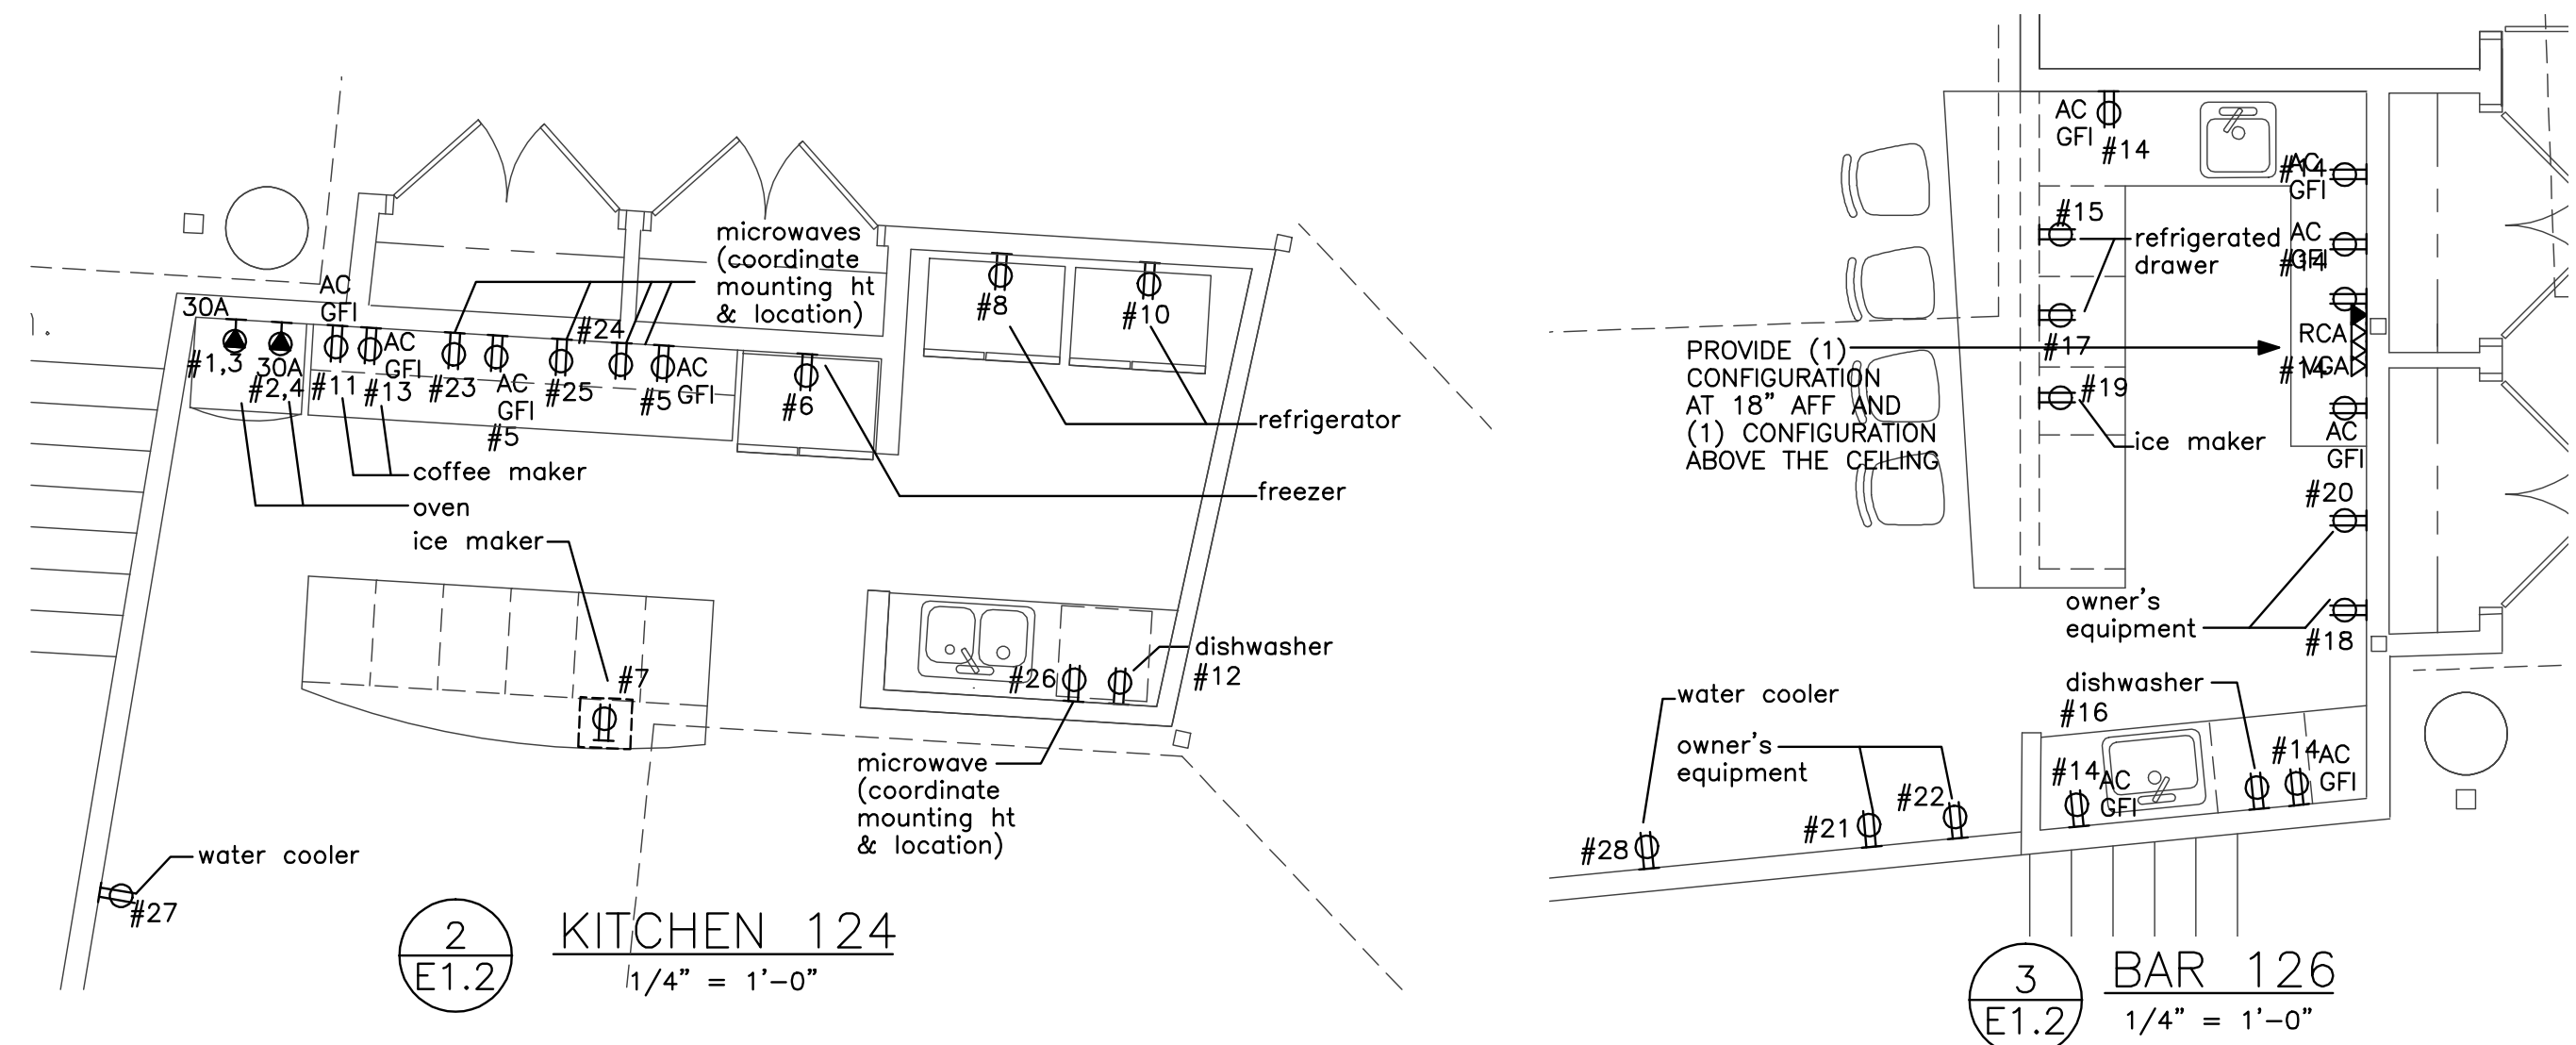 microwaves
(coordinate
mounting ht
& location)
AC
GFI
30A
#1,3
30A
#2,4
#11
AC
GFI
#13
#23
AC
GFI
#5
#24
#25
#5
AC
GFI
#6
#8
#10
refrigerator
freezer
coffee maker
oven
ice maker
#7
#26
dishwasher
#12
microwave
(coordinate
mounting ht
& location)
water cooler
#27
2
E1.2
KITCHEN 124
1/4" = 1'-0"
AC
GFI
#14
#14
AC
GFI
#15
refrigerated
drawer
AC
GFI
#14
#17
RCA
VGA
#14
PROVIDE (1)
CONFIGURATION
AT 18" AFF AND
(1) CONFIGURATION
ABOVE THE CEILING
#19
ice maker
AC
GFI
#20
owner's
equipment
#18
dishwasher
#16
water cooler
owner's
equipment
#14
AC
GFI
#14
AC
GFI
#22
#21
#28
3
E1.2
BAR 126
1/4" = 1'-0"